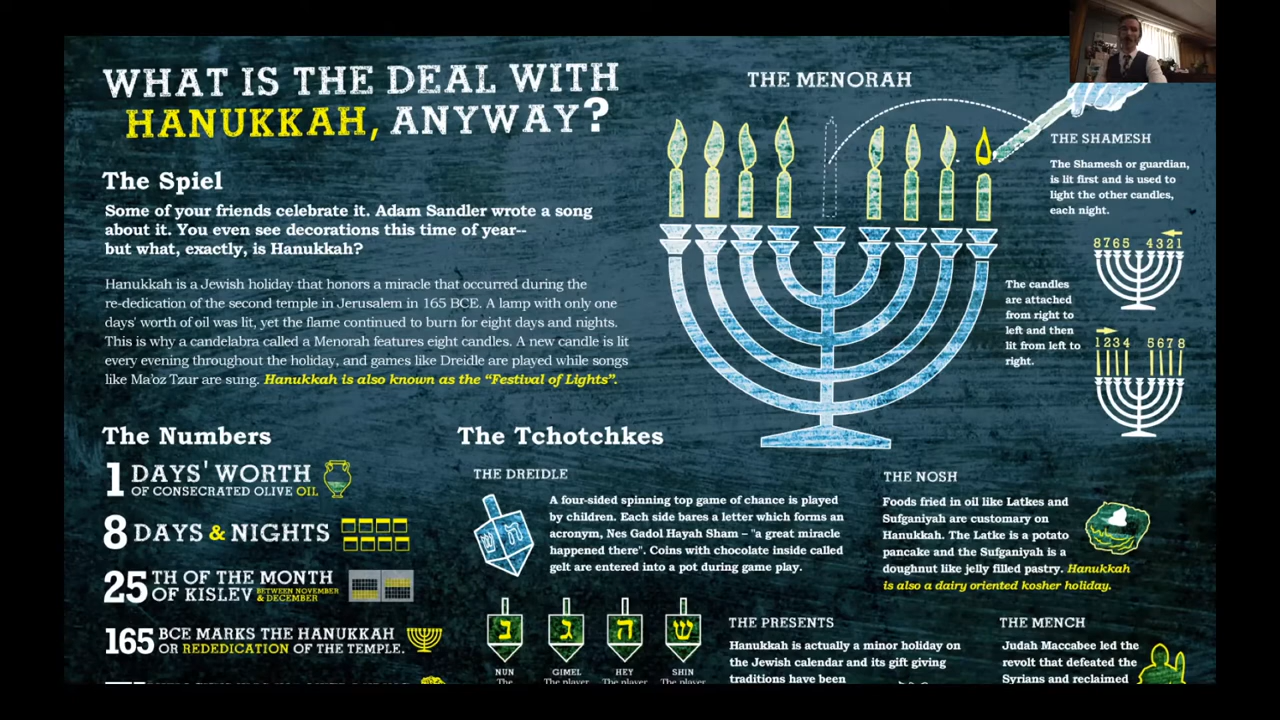 WHAT IS THE DEAL WITH
HANUKKAH, ANYWAY?
The Spiel
Some of your friends celebrate it. Adam Sandler wrote a song
about it. You even see decorations this time of year--
but what, exactly, is Hanukkah?
Hanukkah is a Jewish holiday that honors a miracle that occurred during the
re-dedication of the second temple in Jerusalem in 165 BCE. A lamp with only one
days' worth of oil was lit, yet the flame continued to burn for eight days and nights.
This is why a candelabra called a Menorah features eight candles. A new candle is lit
every evening throughout the holiday, and games like Dreidle are played while songs
like Ma'oz Tzur are sung. Hanukkah is also known as the “Festival of Lights”.
THE MENORAH
THE SHAMESH
The Shamesh or guardian,
is lit first and is used to
light the other candles,
each night.
8765 4321
The candles
are attached
from right to
left and then
lit from left to
right.
1234 5678
The Numbers
1 DAYS' WORTH
OF CONSECRATED OLIVE OIL
8 DAYS & NIGHTS
25 TH OF THE MONTH
OF KISLEV BETWEEN NOVEMBER
& DECEMBER
165 BCE MARKS THE HANUKKAH
OR REDEDICATION OF THE TEMPLE.
The Tchotchkes
THE DREIDLE
A four-sided spinning top game of chance is played
by children. Each side bares a letter which forms an
acronym, Nes Gadol Hayah Sham – "a great miracle
happened there". Coins with chocolate inside called
gelt are entered into a pot during game play.
ש ה
נ ג ה ש
NUN GIMEL HEY SHIN
The The player The player The player
THE NOSH
Foods fried in oil like Latkes and
Sufganiyah are customary on
Hanukkah. The Latke is a potato
pancake and the Sufganiyah is a
doughnut like jelly filled pastry. Hanukkah
is also a dairy oriented kosher holiday.
THE PRESENTS
Hanukkah is actually a minor holiday on
the Jewish calendar and its gift giving
traditions have been
THE MENCH
Judah Maccabee led the
revolt that defeated the
Syrians and reclaimed